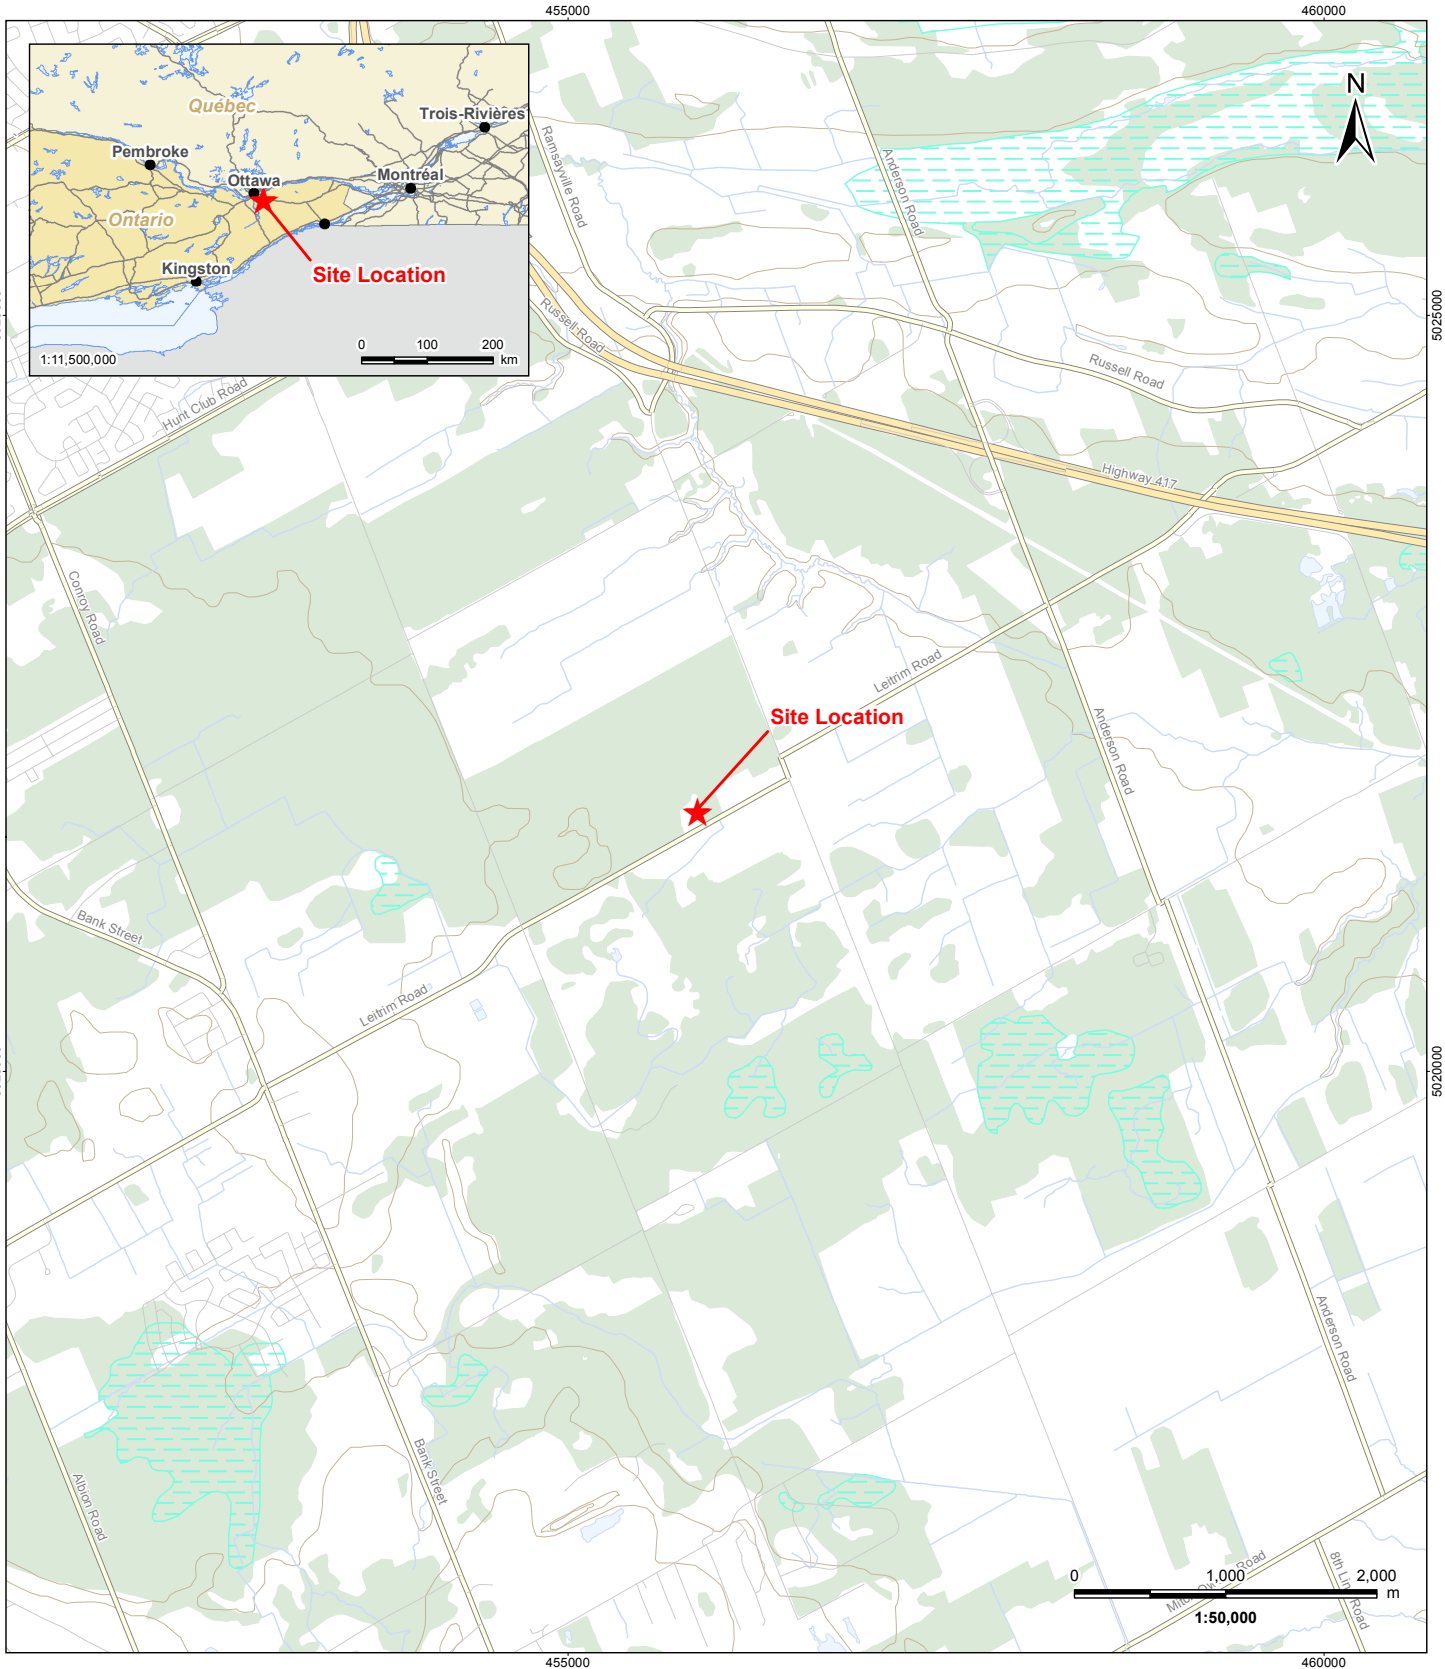 455000
460000
N
Québec
Trois-Rivières
Pembroke
Ottawa
Montréal
Ontario
Kingston
Site Location
0 100 200
km
1:11,500,000
Ramsayville Road
Anderson Road
Russell Road
5025000
Russell Road
Hunt Club Road
Highway 417
Conroy Road
Leitrim Road
Site Location
Anderson Road
Bank Street
Leitrim Road
5020000
Anderson Road
Bank Street
Albion Road
0 1,000 2,000
m
1:50,000
Road
8th Line Road
455000
460000